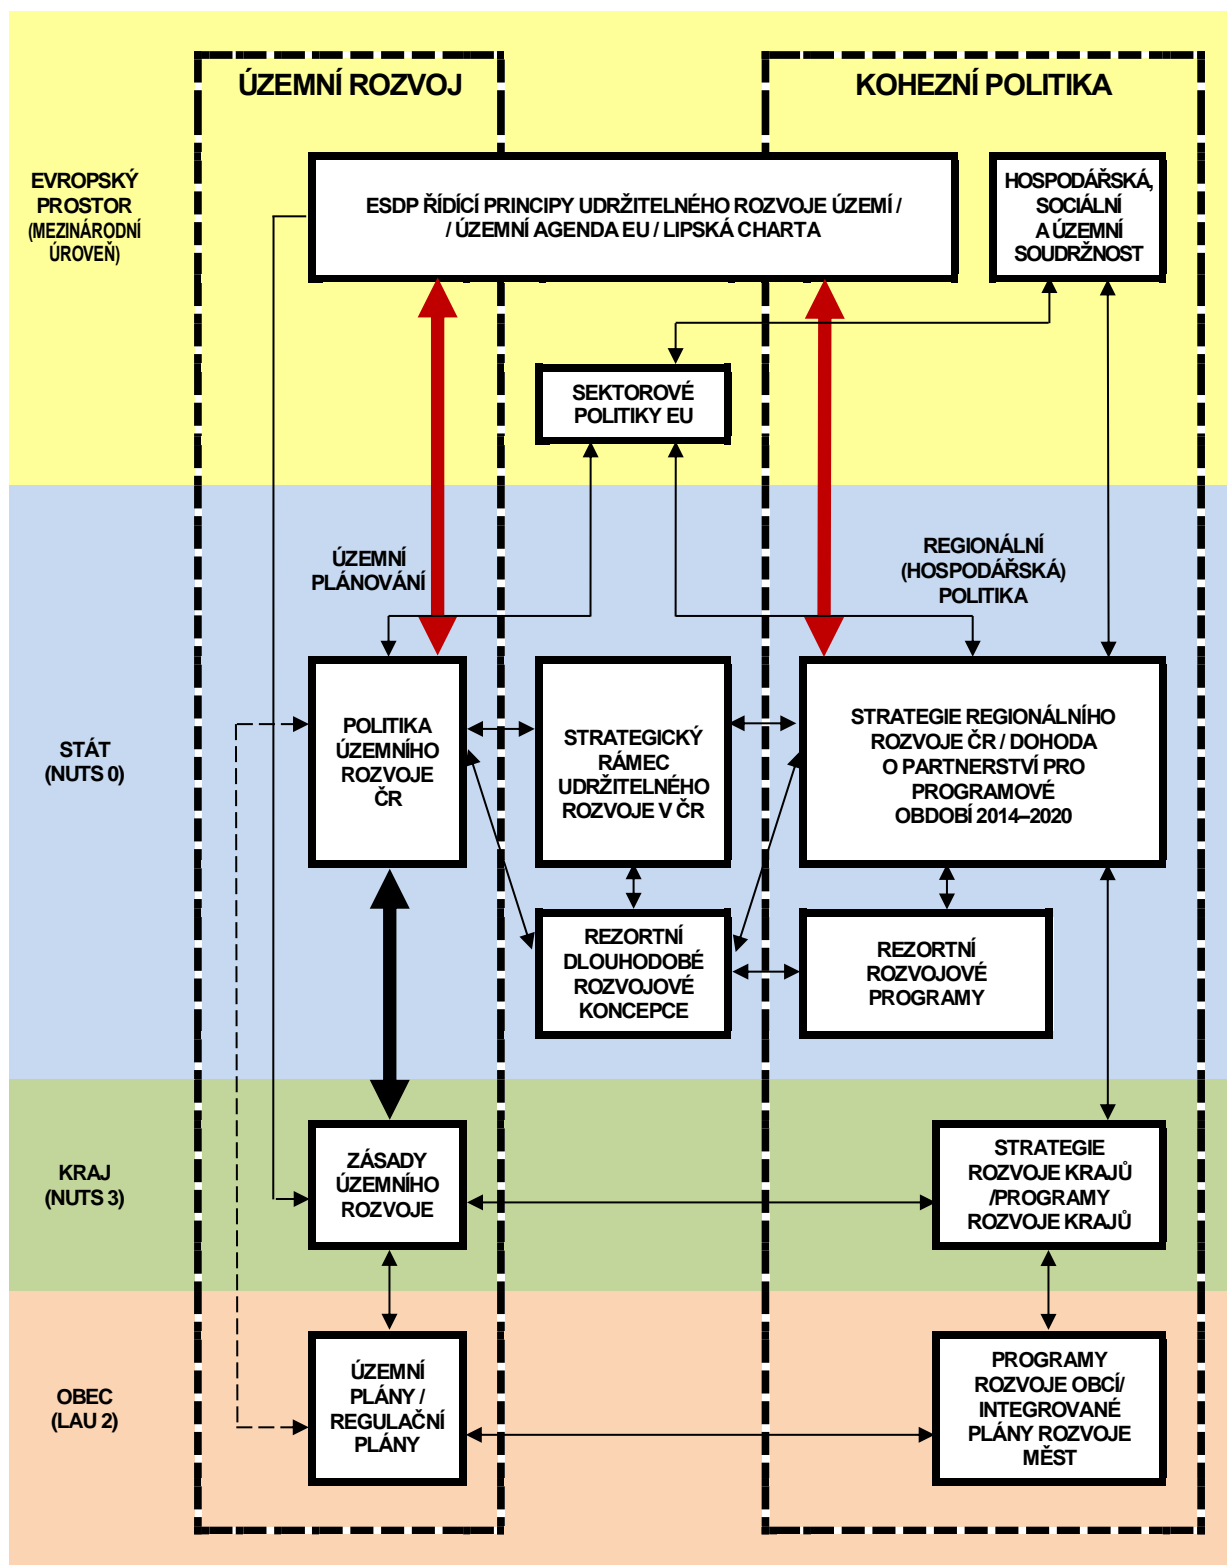 ÚZEMNÍ ROZVOJ
KOHEZNÍ POLITIKA
EVROPSKÝ
PROSTOR
(MEZINÁRODNÍ
ÚROVEŇ)
ESDP ŘÍDÍCÍ PRINCIPY UDRŽITELNÉHO ROZVOJE ÚZEMÍ /
/ ÚZEMNÍ AGENDA EU / LIPSKÁ CHARTA
HOSPODÁŘSKÁ,
SOCIÁLNÍ
A ÚZEMNÍ
SOUDRŽNOST
SEKTOROVÉ
POLITIKY EU
ÚZEMNÍ
PLÁNOVÁNÍ
REGIONÁLNÍ
(HOSPODÁŘSKÁ)
POLITIKA
STÁT
(NUTS 0)
POLITIKA
ÚZEMNÍHO
ROZVOJE
ČR
STRATEGICKÝ
RÁMEC
UDRŽITELNÉHO
ROZVOJE V ČR
STRATEGIE REGIONÁLNÍHO
ROZVOJE ČR / DOHODA
O PARTNERSTVÍ PRO
PROGRAMOVÉ
OBDOBÍ 2014–2020
REZORTNÍ
DLOUHODOBÉ
ROZVOJOVÉ
KONCEPCE
REZORTNÍ
ROZVOJOVÉ
PROGRAMY
KRAJ
(NUTS 3)
ZÁSADY
ÚZEMNÍHO
ROZVOJE
STRATEGIE
ROZVOJE KRAJŮ
/PROGRAMY
ROZVOJE KRAJŮ
OBEC
(LAU 2)
ÚZEMNÍ
PLÁNY /
REGULAČNÍ
PLÁNY
PROGRAMY
ROZVOJE OBCÍ/
INTEGROVANÉ
PLÁNY ROZVOJE
MĚST